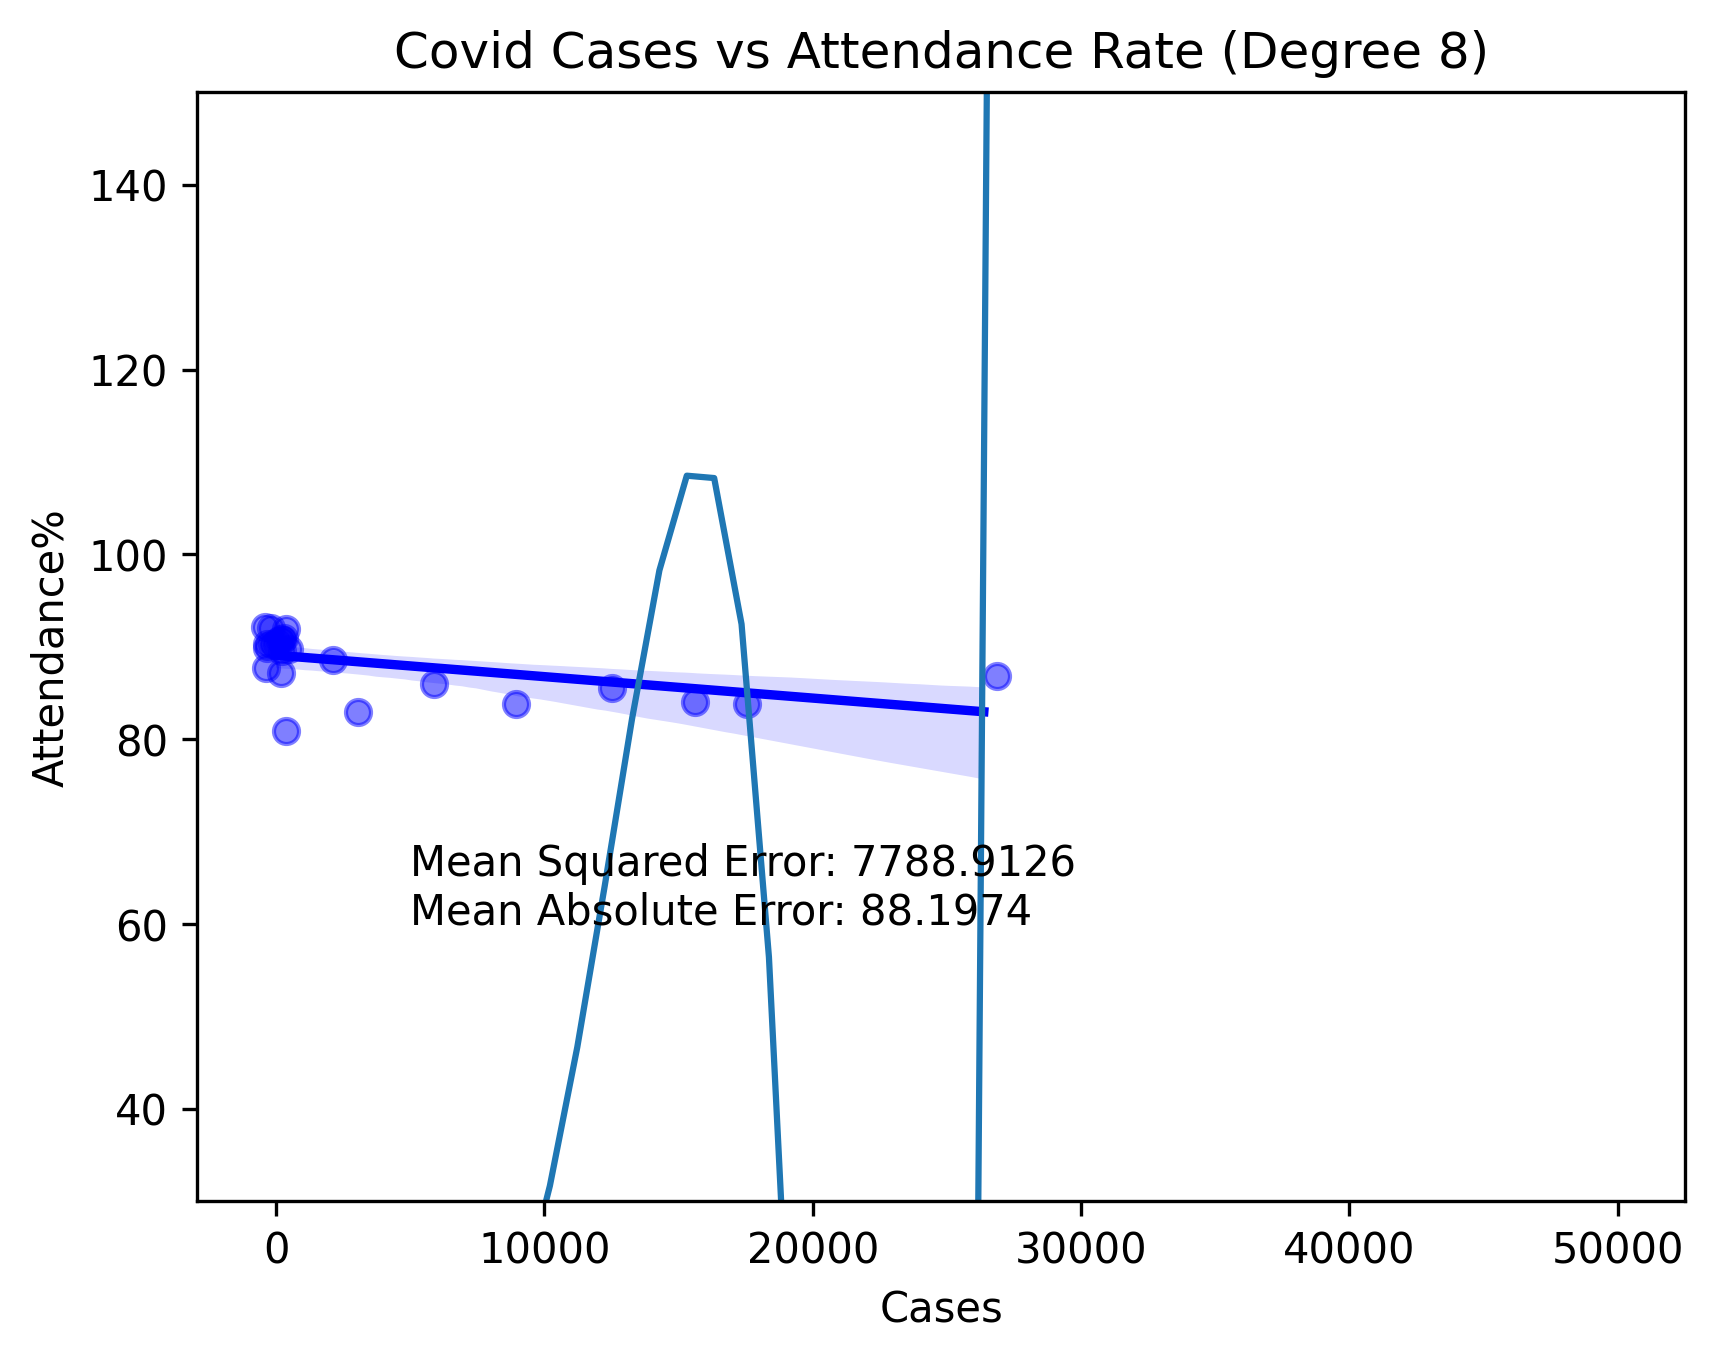 Covid Cases vs Attendance Rate (Degree 8)
140
120
100
80
60
40
Attendance%
Mean Squared Error: 7788.9126
Mean Absolute Error: 88.1974
0 10000 20000 30000 40000 50000
Cases